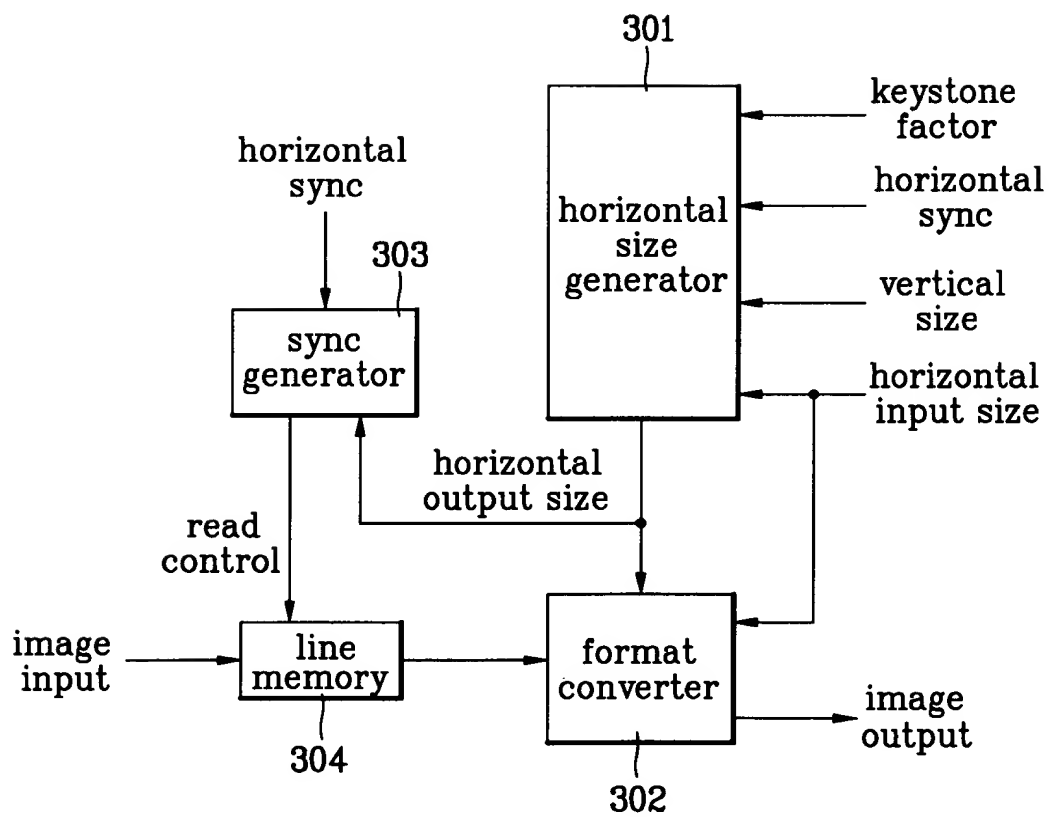 301
keystone
factor
horizontal
sync
horizontal
size
generator
horizontal
sync
303
sync
generator
vertical
size
horizontal
input size
horizontal
output size
read
control
image
input
line
memory
304
format
converter
302
image
output